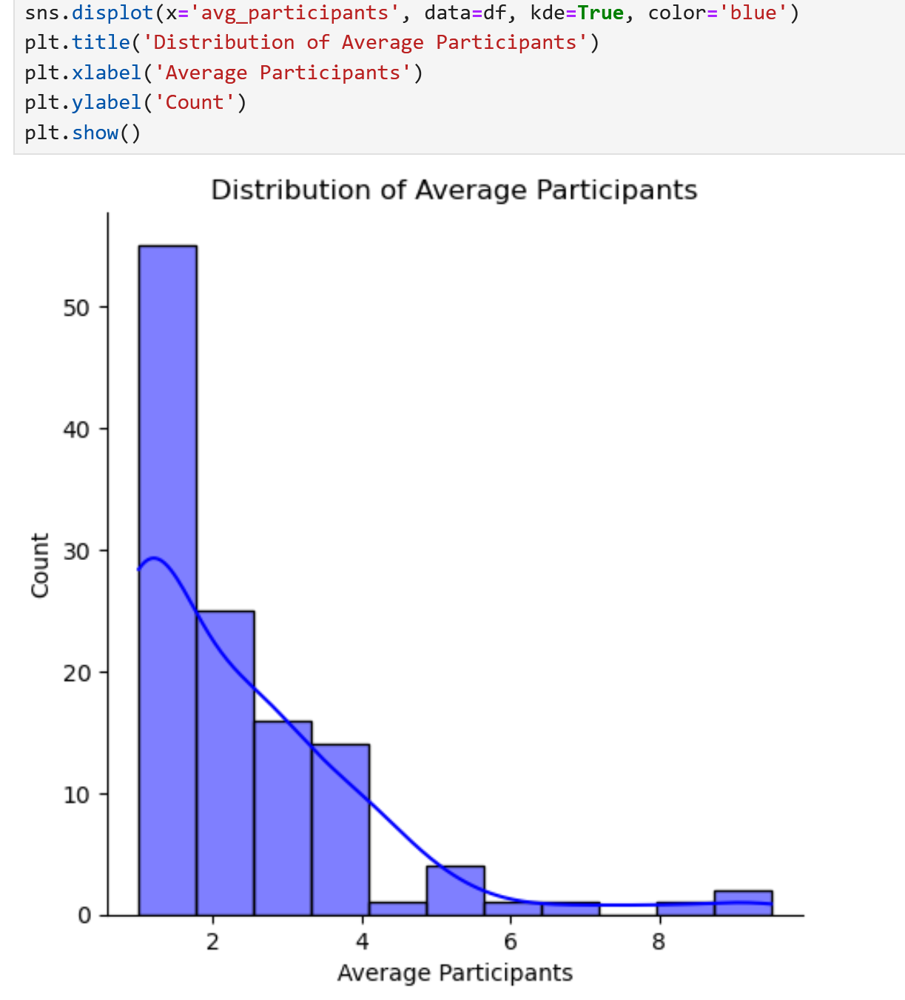 sns.displot(x='avg_participants', data=df, kde=True, color='blue')
plt.title('Distribution of Average Participants')
plt.xlabel('Average Participants')
plt.ylabel('Count')
plt.show()
Distribution of Average Participants
50
40
30
20
10
0
Count
2 4 6 8
Average Participants